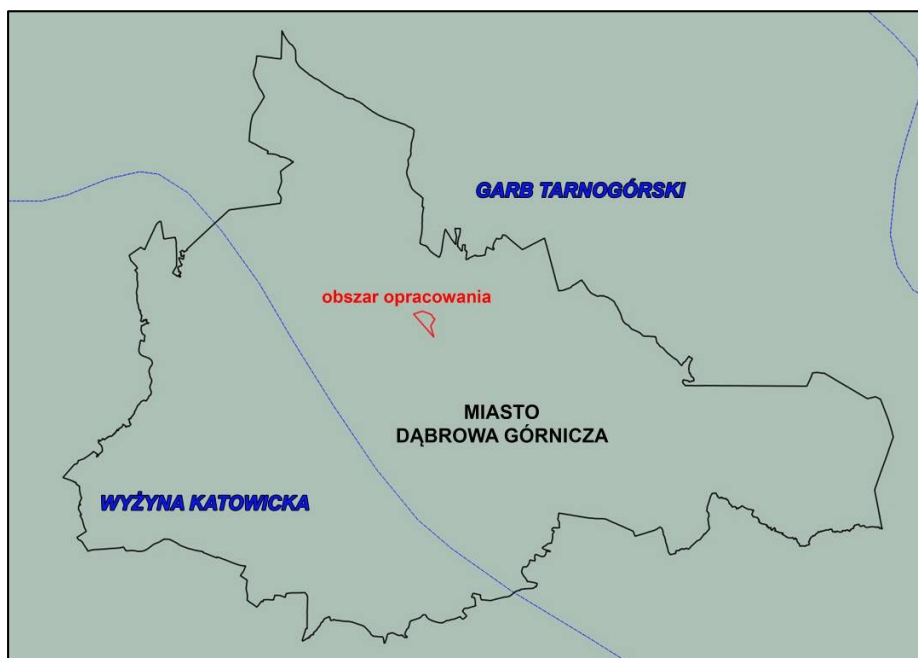 GARB TARNOGÓRSKI
obszar opracowania
MIASTO
DĄBROWA GÓRNICZA
WYŻYNA KATOWICKA